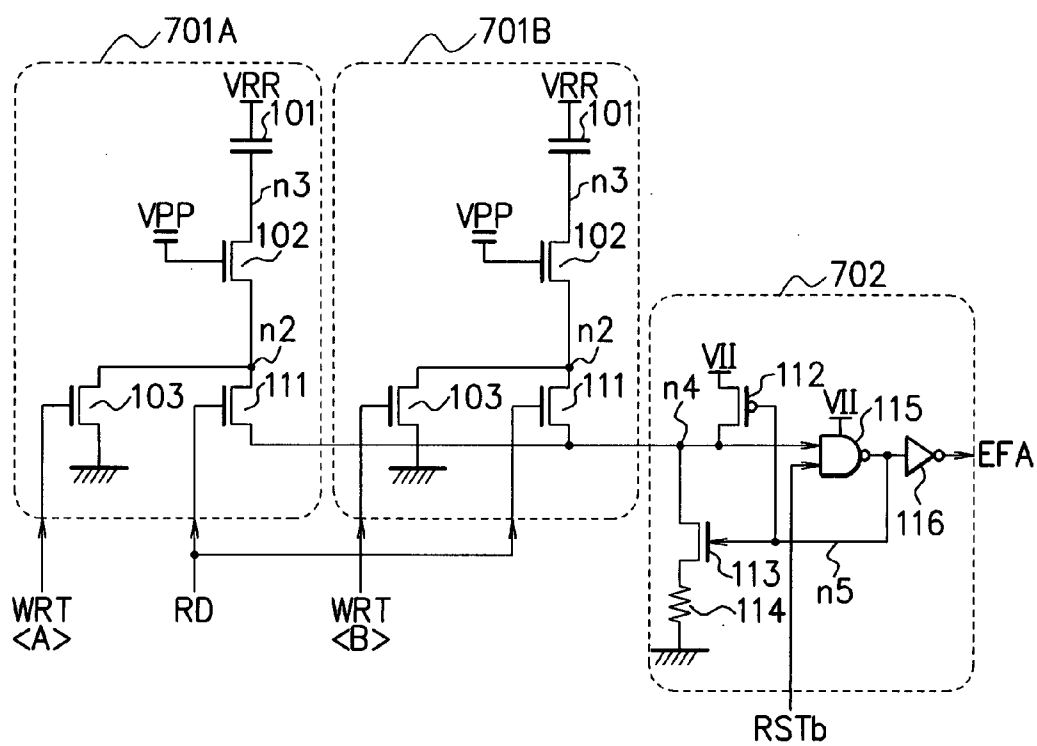 701A
701B
VRR
101
VRR
101
n3
n3
VPP
102
VPP
102
702
n2
n2
VII
112
103
111
103
111
n4
VII
115
EFA
116
113
n5
114
WRT
<A>
RD
WRT
<B>
RSTb